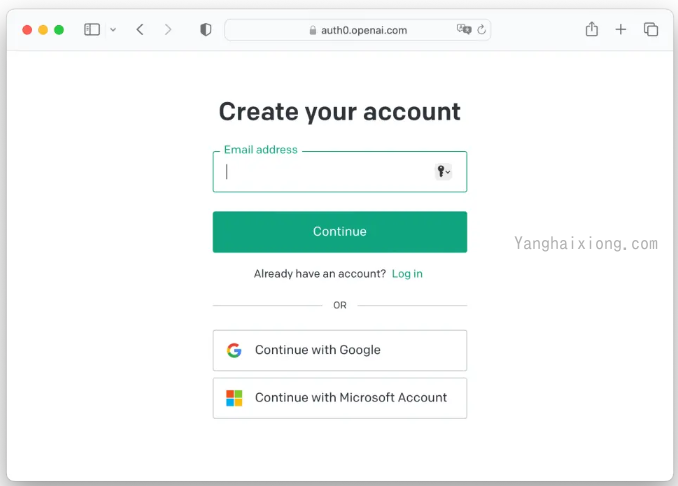 auth0.openai.com
Create your account
Email address
Continue
Yanghaixiong.com
Already have an account? Log in
OR
Continue with Google
Continue with Microsoft Account